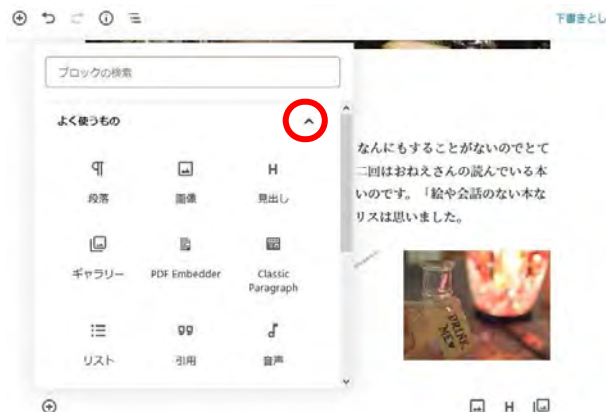 下書きとし
ブロックの検索
よく使うもの
段落
画像
見出し
ギャラリー
PDF Embedder
Classic
Paragraph
リスト
引用
音声
なんにもすることがないのでとて
二回はおねえさんの読んでいる本
いのです。「絵や会話のない本な
リスは思いました。
DRINK
ME